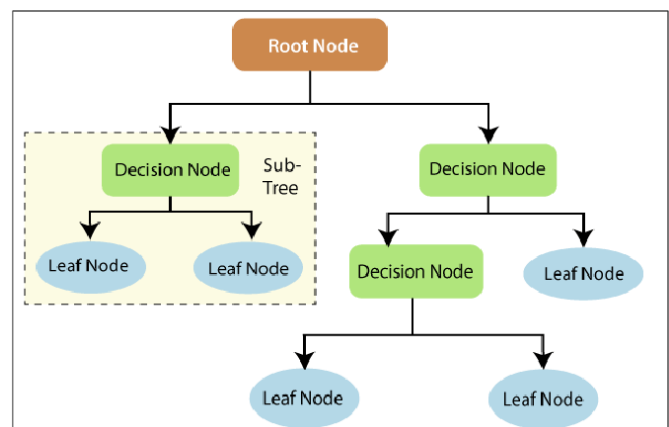 Root Node
Decision Node
Sub-
Tree
Decision Node
Leaf Node
Leaf Node
Decision Node
Leaf Node
Leaf Node
Leaf Node